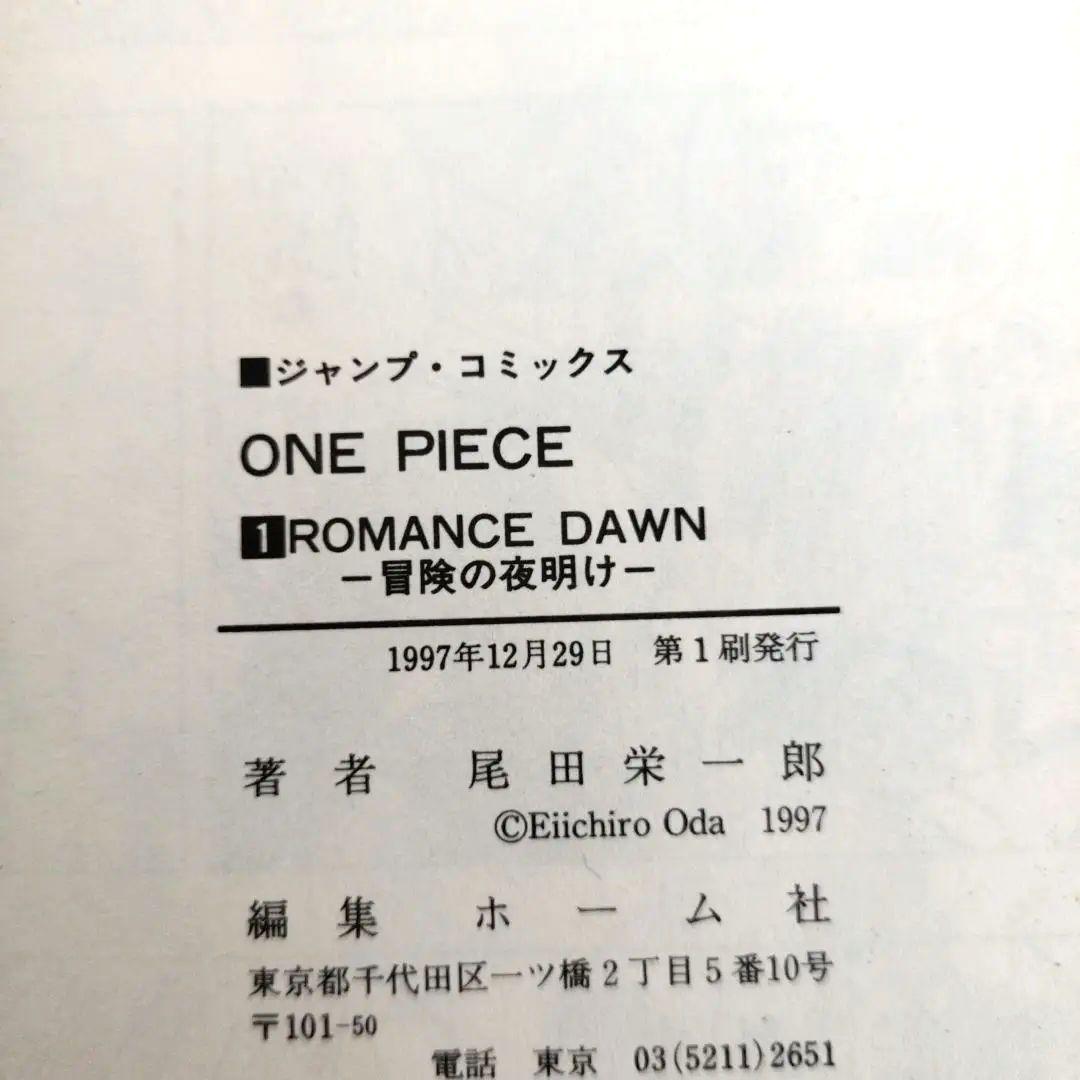 ■ジャンプ・コミックス
ONE PIECE
1 ROMANCE DAWN
－冒険の夜明け－
1997年12月29日　第1刷発行
著者　尾田栄一郎
©Eiichiro Oda 1997
編集　ホーム社
東京都千代田区一ツ橋2丁目5番10号
〒101-50
電話　東京　03(5211)2651